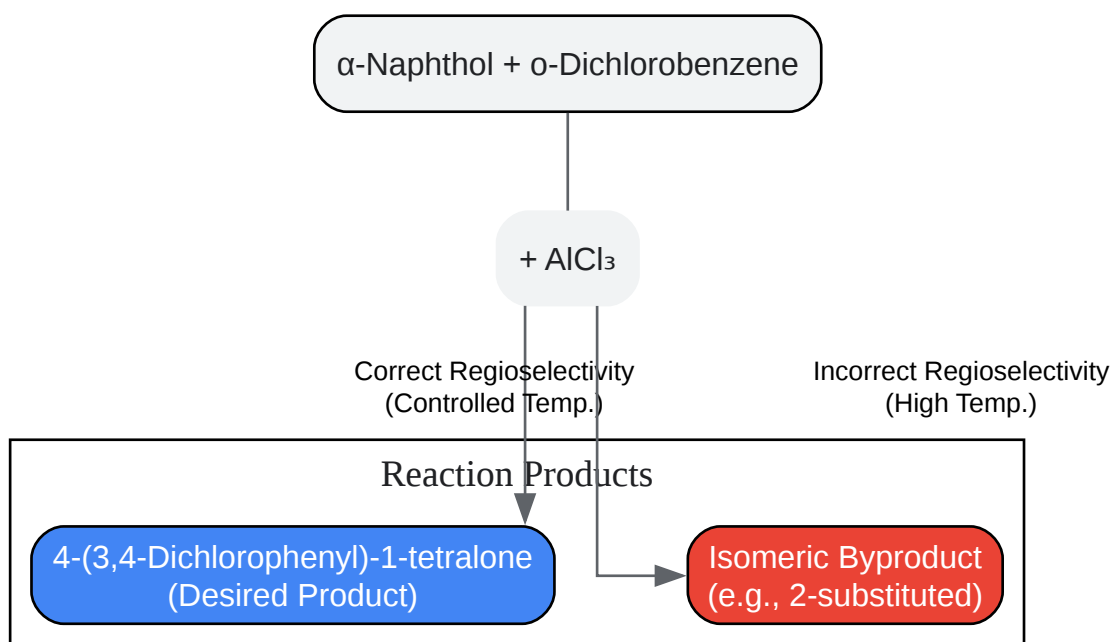 α-Naphthol + o-Dichlorobenzene
+ AlCl₃
Correct Regioselectivity
(Controlled Temp.)
Incorrect Regioselectivity
(High Temp.)
Reaction Products
4-(3,4-Dichlorophenyl)-1-tetralone
(Desired Product)
Isomeric Byproduct
(e.g., 2-substituted)